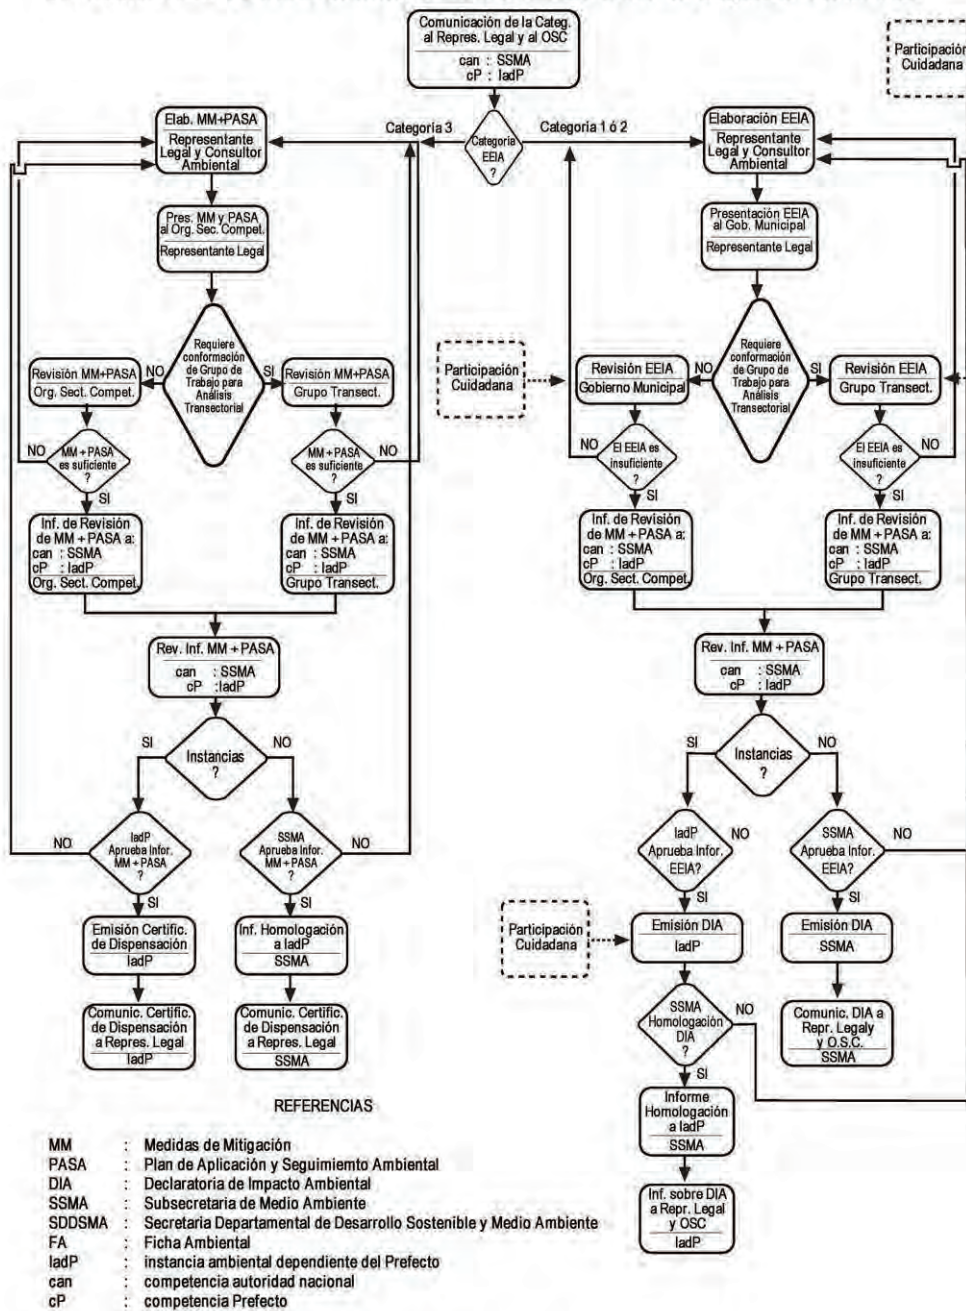 Comunicación de la Categ.
al Repres. Legal y al OSC
can : SSMA
cP : IadP
Participación
Cuidadana
Categoría
EEIA
?
Categoría 3
Categoría 1 ó 2
Elab. MM+PASA
Representante
Legal y Consultor
Ambiental
Pres. MM y PASA
al Org. Sec. Compet.
Representante Legal
Requiere
conformación
de Grupo de
Trabajo para
Análisis
Transectorial
NO
SI
Revisión MM+PASA
Org. Sect. Compet.
Revisión MM+PASA
Grupo Transect.
NO
MM + PASA
es suficiente
?
SI
MM + PASA
es suficiente
?
NO
SI
Inf. de Revisión
de MM + PASA a:
can : SSMA
cP : IadP
Org. Sect. Compet.
Inf. de Revisión
de MM + PASA a:
can : SSMA
cP : IadP
Grupo Transect.
Rev. Inf. MM + PASA
can : SSMA
cP :IadP
Instancias
?
SI
NO
IadP
Aprueba Infor.
MM + PASA
?
NO
SI
SSMA
Aprueba Infor.
MM + PASA
?
NO
SI
Emisión Certific.
de Dispensación
IadP
Inf. Homologación
a IadP
SSMA
Comunic. Certific.
de Dispensación
a Repres. Legal
IadP
Comunic. Certific.
de Dispensación
a Repres. Legal
SSMA
Elaboración EEIA
Representante
Legal y Consultor
Ambiental
Presentación EEIA
al Gob. Municipal
Representante Legal
Requiere
conformación
de Grupo de
Trabajo para
Análisis
Transectorial
NO
SI
Participación
Cuidadana
Revisión EEIA
Gobierno Municipal
Revisión EEIA
Grupo Transect.
NO
El EEIA es
insuficiente
?
SI
El EEIA es
insuficiente
?
NO
SI
Inf. de Revisión
de MM + PASA a:
can : SSMA
cP : IadP
Org. Sect. Compet.
Inf. de Revisión
de MM + PASA a:
can : SSMA
cP : IadP
Grupo Transect.
Rev. Inf. MM + PASA
can : SSMA
cP : IadP
Instancias
?
SI
NO
IadP
Aprueba Infor.
EEIA?
NO
SI
SSMA
Aprueba Infor.
EEIA?
NO
SI
Participación
Cuidadana
Emisión DIA
IadP
Emisión DIA
SSMA
SSMA
Homologación
DIA
?
NO
SI
Comunic. DIA a
Repr. Legaly
y O.S.C.
SSMA
Informe
Homologación
a IadP
SSMA
Inf. sobre DIA
a Repr. Legal
y OSC
IadP
REFERENCIAS
MM : Medidas de Mitigación
PASA : Plan de Aplicación y Seguimiemto Ambiental
DIA : Declaratoria de Impacto Ambiental
SSMA : Subsecretaria de Medio Ambiente
SDDSMA : Secretaria Departamental de Desarrollo Sostenible y Medio Ambiente
FA : Ficha Ambiental
IadP : instancia ambiental dependiente del Prefecto
can : competencia autoridad nacional
cP : competencia Prefecto